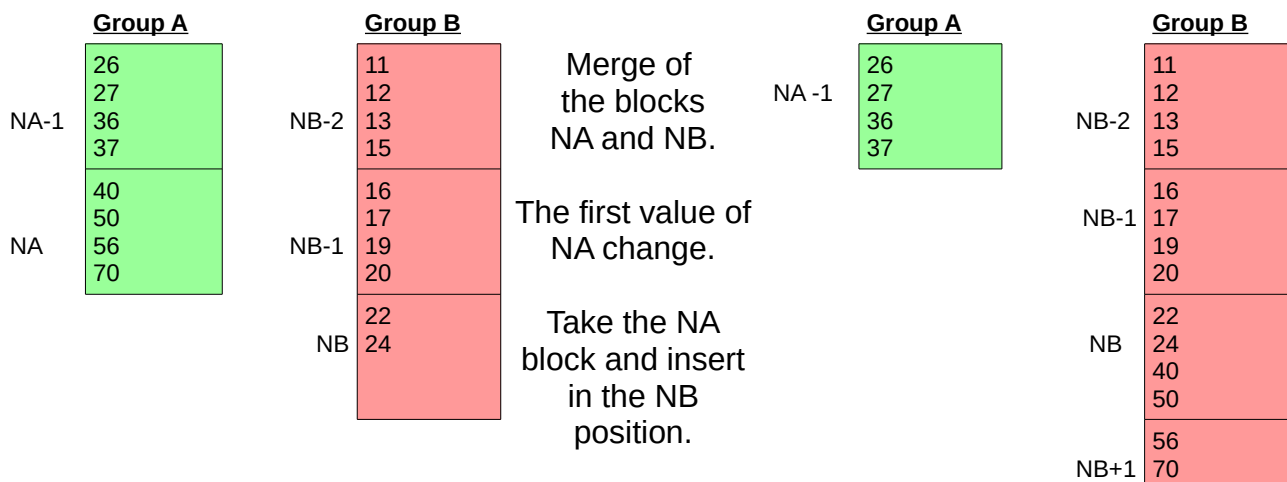 Group A
NA-1
26
27
36
37
NA
40
50
56
70
Group B
NB-2
11
12
13
15
NB-1
16
17
19
20
NB
22
24
Merge of
the blocks
NA and NB.
The first value of
NA change.
Take the NA
block and insert
in the NB
position.
Group A
NA -1
26
27
36
37
Group B
NB-2
11
12
13
15
NB-1
16
17
19
20
NB
22
24
40
50
NB+1
56
70